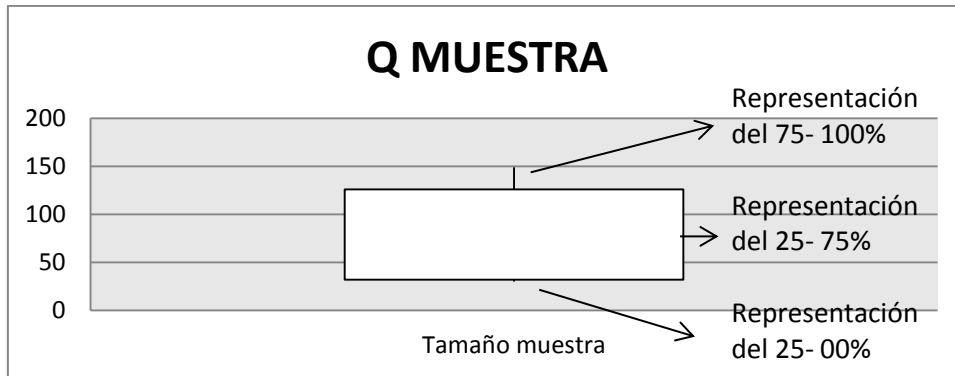 Q MUESTRA
Representación
del 75- 100%
200
150
100
50
0
Representación
del 25- 75%
Representación
del 25- 00%
Tamaño muestra